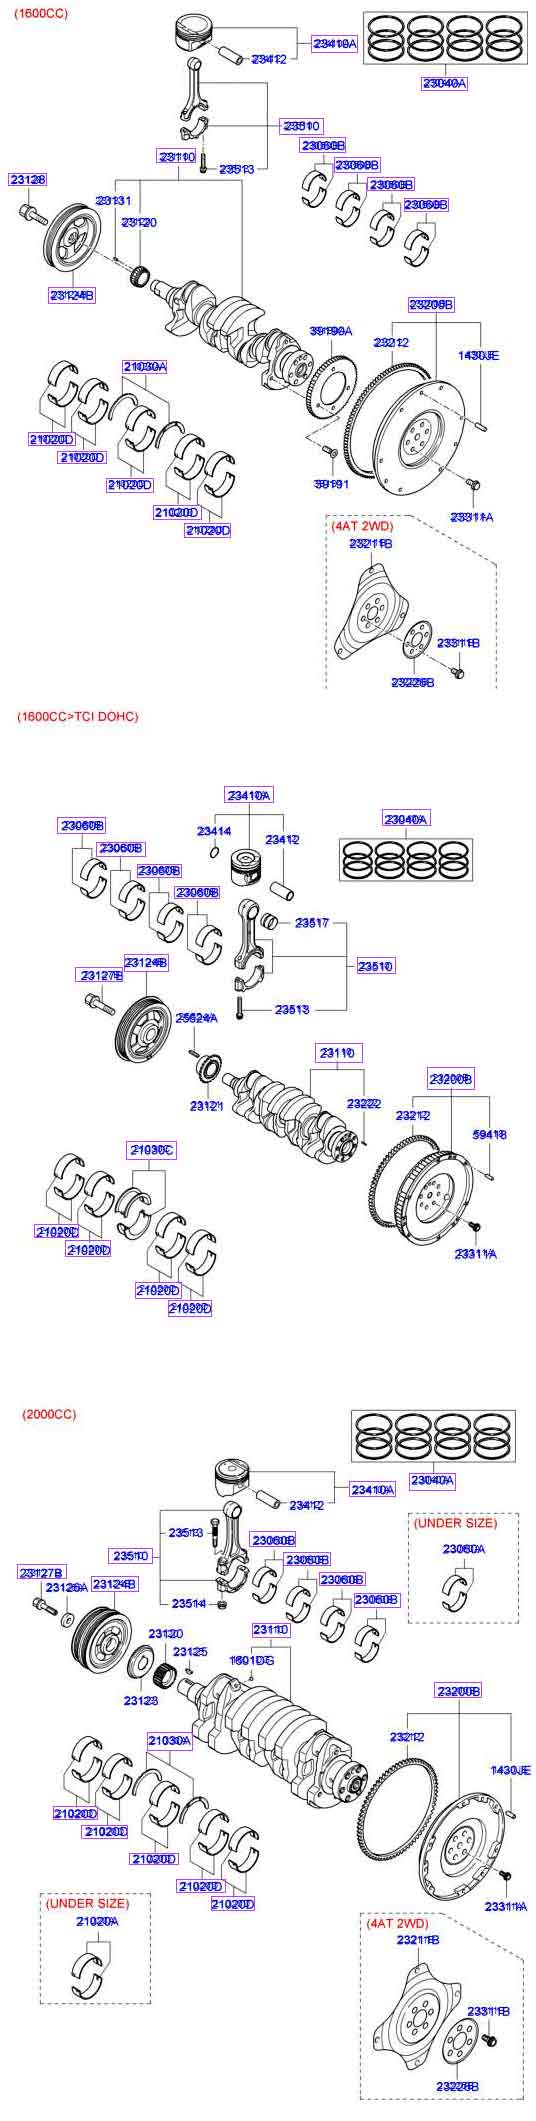 (1600CC)
23410A
23412
23040A
23510
23060B
23110
23513
23060B
23128
23060B
23131
23060B
23120
23124B
23200B
39190A
23212
1430JE
21030A
21020D
21020D
39191
21020D
21020D
23311A
21020D
(4AT 2WD)
23211B
23311B
23226B
(1600CC>TCI DOHC)
23410A
23040A
23060B
23414
23412
23060B
23060B
23060B
23517
23124B
23510
23127B
23513
25624A
23110
23200B
23121
23222
23212
59418
21030C
21020D
21020D
23311A
21020D
21020D
(2000CC)
23040A
23410A
23412
(UNDER SIZE)
23513
23060B
23060A
23510
23060B
23127B
23126A
23124B
23060B
23514
23060B
23120
23110
23125
1601DG
23123
23200B
21030A
23212
1430JE
21020D
21020D
21020D
21020D
(UNDER SIZE)
21020D
23311A
21020A
(4AT 2WD)
23211B
23311B
23226B